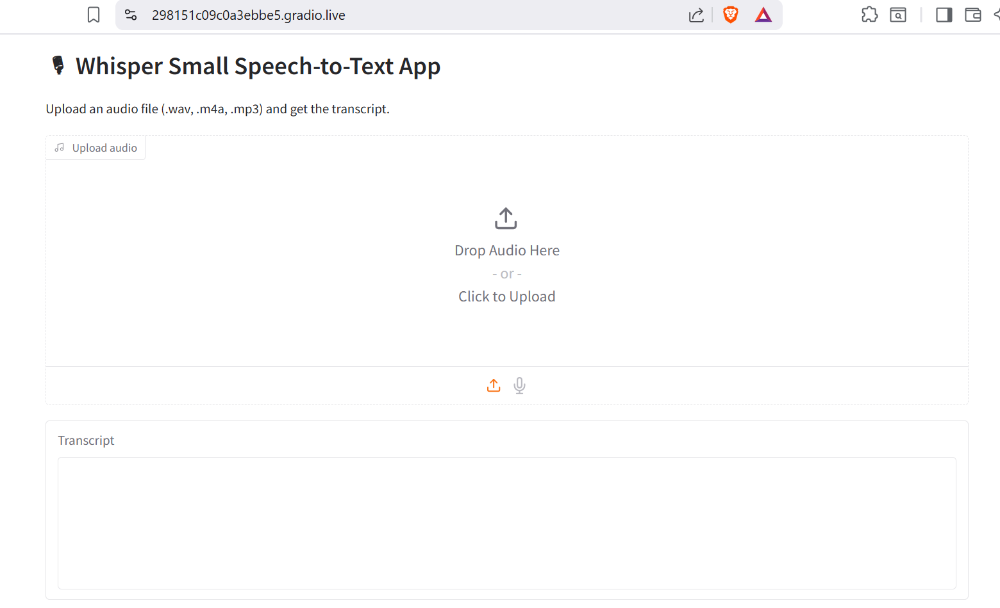 298151c09c0a3ebbe5.gradio.live
🎙 Whisper Small Speech-to-Text App
Upload an audio file (.wav, .m4a, .mp3) and get the transcript.
Upload audio
Drop Audio Here
- or -
Click to Upload
Transcript